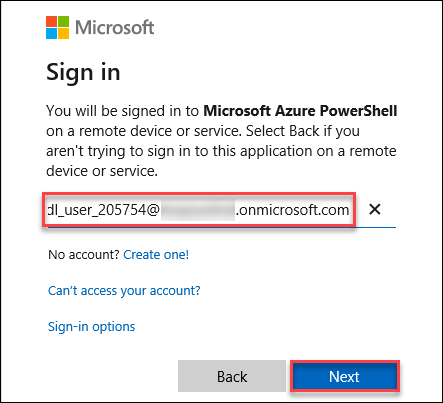 Microsoft
Sign in
You will be signed in to Microsoft Azure PowerShell
on a remote device or service. Select Back if you
aren't trying to sign in to this application on a remote
device or service.
dl_user_205754@ .onmicrosoft.com ✕
No account? Create one!
Can't access your account?
Sign-in options
Back
Next